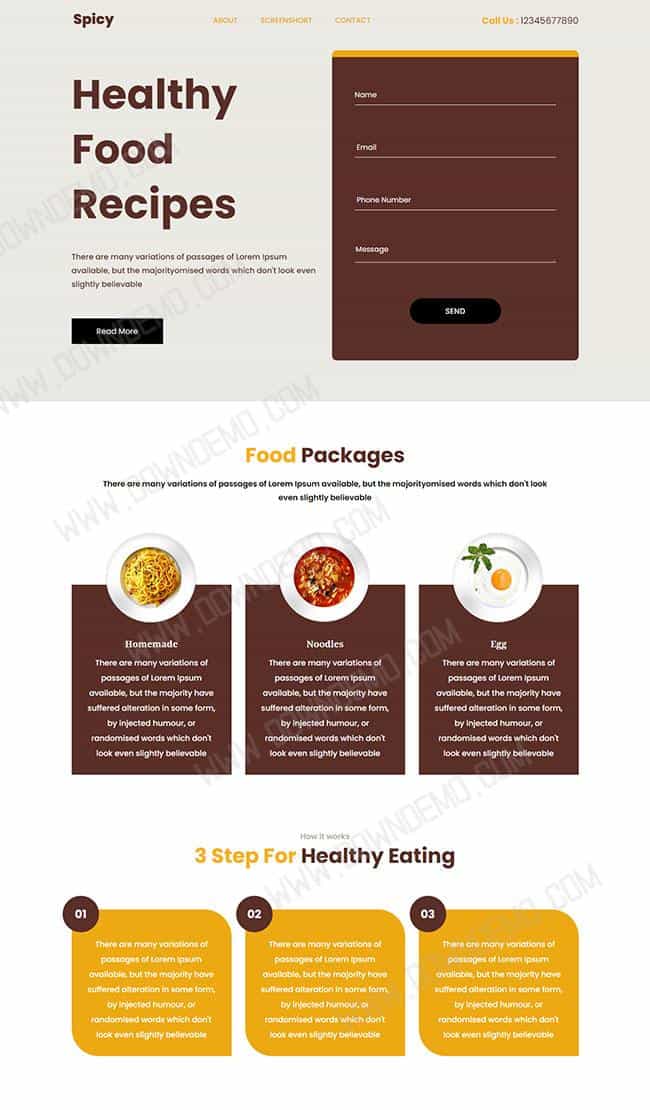 Spicy
ABOUT SCREENSHORT CONTACT
Call Us : 12345677890
Healthy
Food
Recipes
There are many variations of passages of Lorem Ipsum
available, but the majorityomised words which don't look even
slightly believable
Read More
Name
Email
Phone Number
Message
SEND
Food Packages
There are many variations of passages of Lorem Ipsum available, but the majorityomised words which don't look
even slightly believable
Homemade
There are many variations of
passages of Lorem Ipsum
available, but the majority have
suffered alteration in some form,
by injected humour, or
randomised words which don't
look even slightly believable
Noodles
There are many variations of
passages of Lorem Ipsum
available, but the majority have
suffered alteration in some form,
by injected humour, or
randomised words which don't
look even slightly believable
Egg
There are many variations of
passages of Lorem Ipsum
available, but the majority have
suffered alteration in some form,
by injected humour, or
randomised words which don't
look even slightly believable
How it works
3 Step For Healthy Eating
01
There are many variations of
passages of Lorem Ipsum
available, but the majority have
suffered alteration in some form,
by injected humour, or
randomised words which don't
look even slightly believable
02
There are many variations of
passages of Lorem Ipsum
available, but the majority have
suffered alteration in some form,
by injected humour, or
randomised words which don't
look even slightly believable
03
There are many variations of
passages of Lorem Ipsum
available, but the majority have
suffered alteration in some form,
by injected humour, or
randomised words which don't
look even slightly believable
WWW.DOWNDEMO.COM
WWW.DOWNDEMO.COM
WWW.DOWNDEMO.COM
WWW.DOWNDEMO.COM
WWW.DOWNDEMO.COM